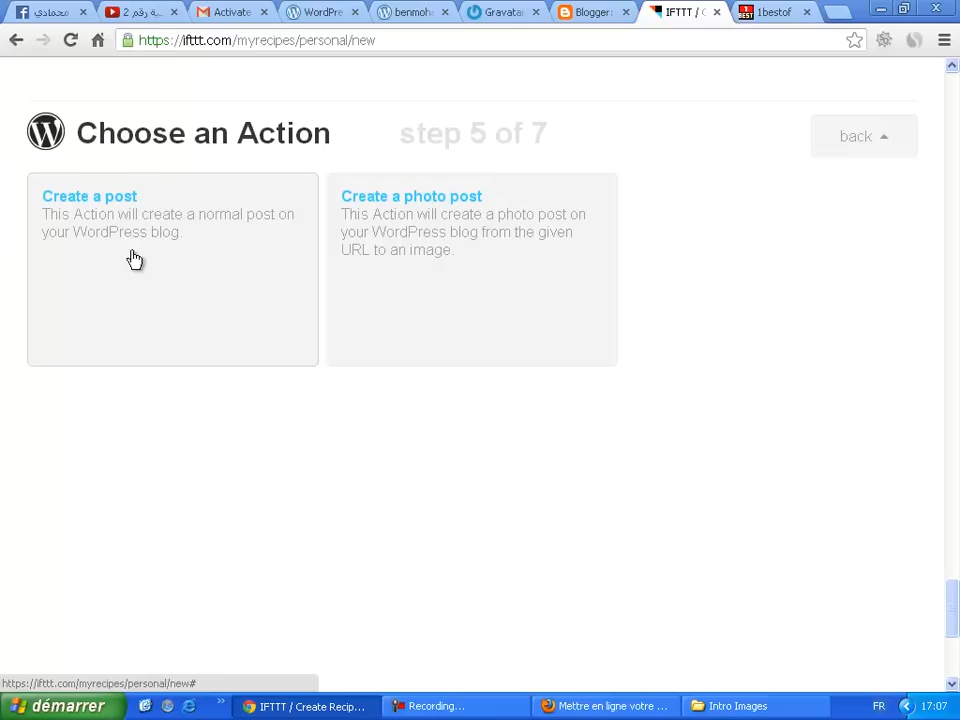 محمادي
ية رقم 2
Activate
WordPre
benmoh
Gravata
Blogger:
IFTTT / C
1bestof
https://ifttt.com/myrecipes/personal/new
Choose an Action
step 5 of 7
back
Create a post
This Action will create a normal post on
your WordPress blog.
Create a photo post
This Action will create a photo post on
your WordPress blog from the given
URL to an image.
https://ifttt.com/myrecipes/personal/new#
démarrer
IFTTT / Create Recip...
Recording...
Mettre en ligne votre ...
Intro Images
FR
17:07